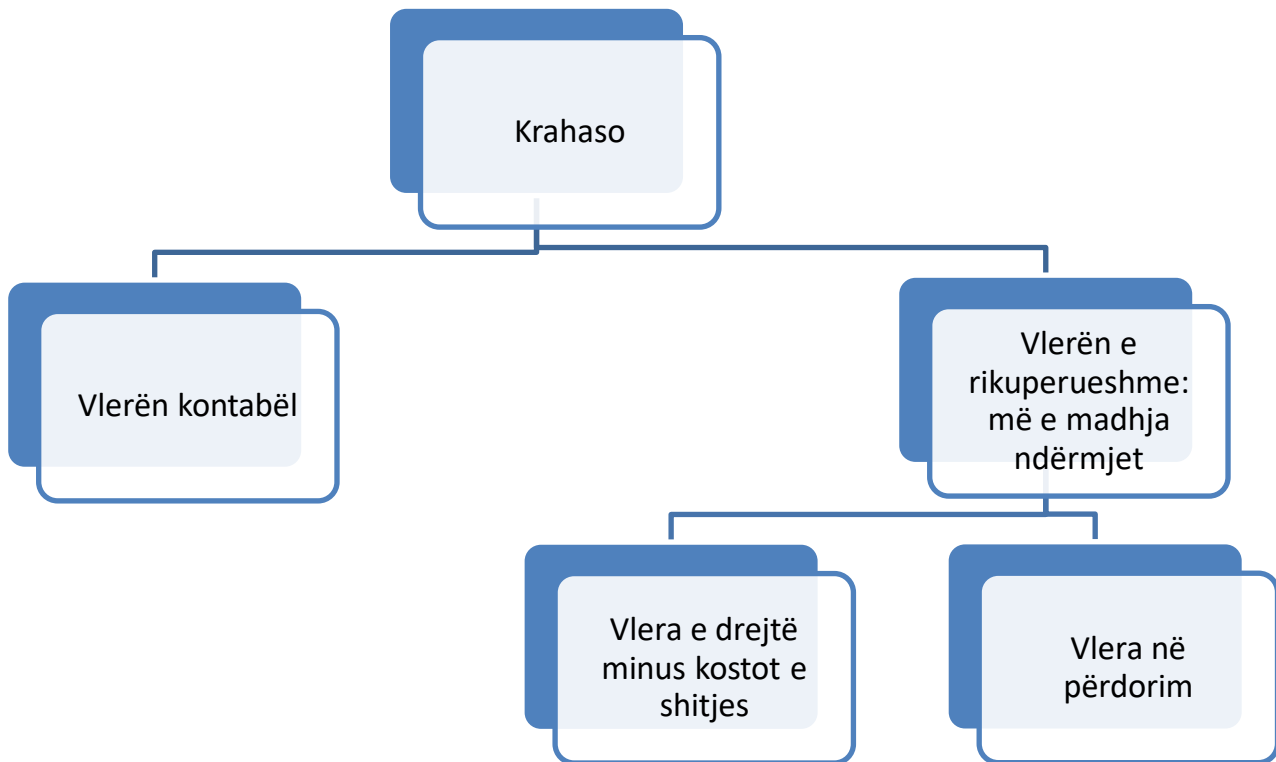 Krahaso
Vlerën kontabël
Vlerën e
rikuperueshme:
më e madhja
ndërmjet
Vlera e drejtë
minus kostot e
shitjes
Vlera në
përdorim